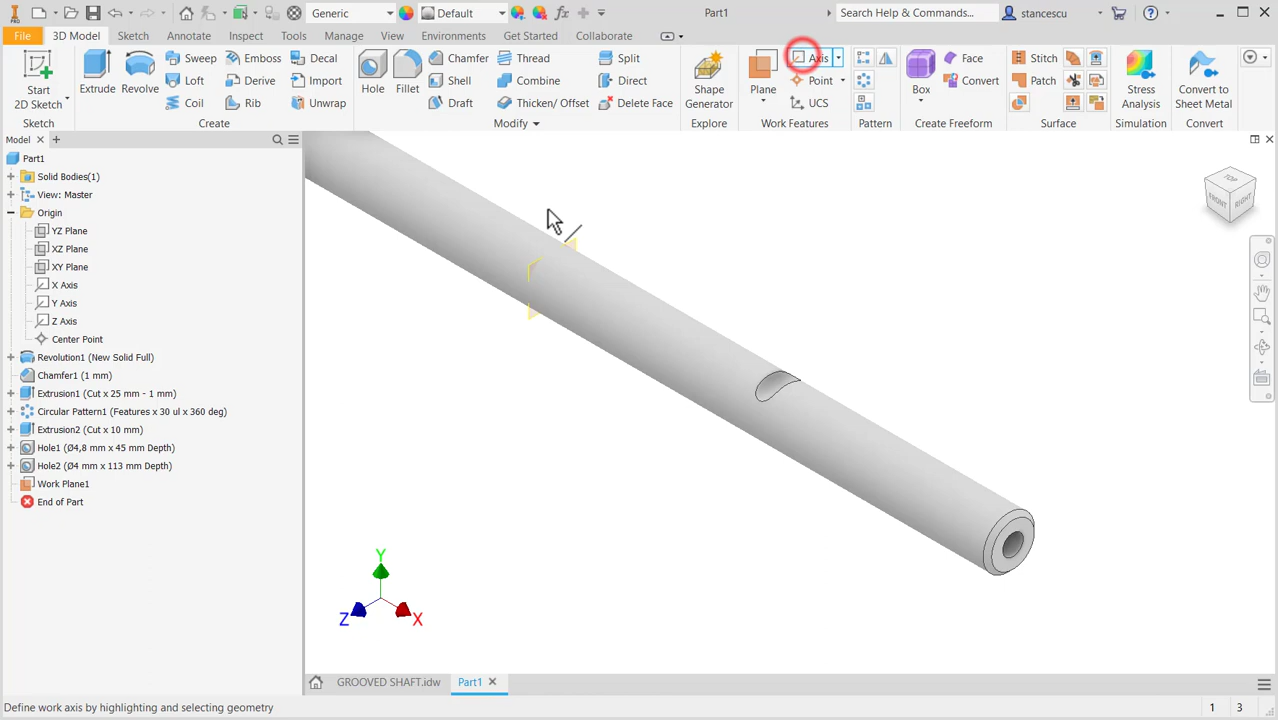 PRO Generic Default Part1 Search Help & Commands... stancescu
File 3D Model Sketch Annotate Inspect Tools Manage View Environments Get Started Collaborate
Start 2D Sketch Extrude Revolve Sweep Emboss Decal Hole Fillet Chamfer Thread Split Shape Generator Plane Axis Box Face Stitch Stress Analysis Convert to Sheet Metal
Loft Derive Import Shell Combine Direct Point Convert Patch
Coil Rib Unwrap Draft Thicken/ Offset Delete Face UCS
Sketch Create Modify Explore Work Features Pattern Create Freeform Surface Simulation Convert
Model
Part1
Solid Bodies(1)
View: Master
Origin
YZ Plane
XZ Plane
XY Plane
X Axis
Y Axis
Z Axis
Center Point
Revolution1 (New Solid Full)
Chamfer1 (1 mm)
Extrusion1 (Cut x 25 mm - 1 mm)
Circular Pattern1 (Features x 30 ul x 360 deg)
Extrusion2 (Cut x 10 mm)
Hole1 (Ø4,8 mm x 45 mm Depth)
Hole2 (Ø4 mm x 113 mm Depth)
Work Plane1
End of Part
TOP
FRONT RIGHT
Y
Z X
GROOVED SHAFT.idw Part1
Define work axis by highlighting and selecting geometry 1 3